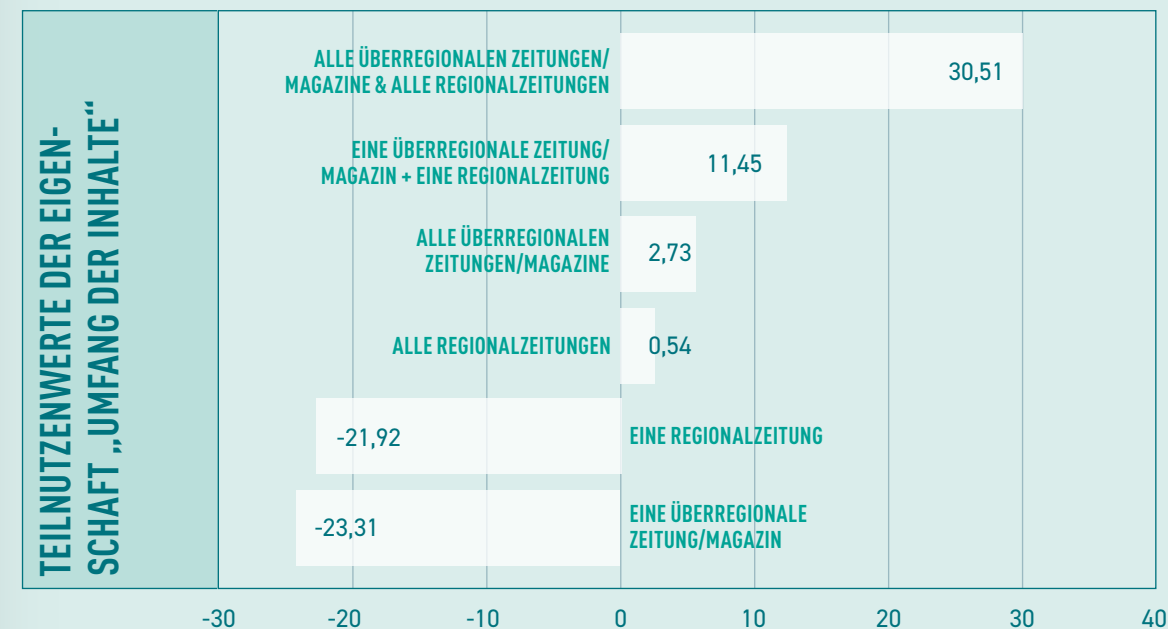 TEILNUTZENWERTE DER EIGEN-
SCHAFT „UMFANG DER INHALTE“
ALLE ÜBERREGIONALEN ZEITUNGEN/
MAGAZINE & ALLE REGIONALZEITUNGEN
30,51
EINE ÜBERREGIONALE ZEITUNG/
MAGAZIN + EINE REGIONALZEITUNG
11,45
ALLE ÜBERREGIONALEN
ZEITUNGEN/MAGAZINE
2,73
ALLE REGIONALZEITUNGEN
0,54
-21,92
EINE REGIONALZEITUNG
-23,31
EINE ÜBERREGIONALE
ZEITUNG/MAGAZIN
-30 -20 -10 0 10 20 30 40